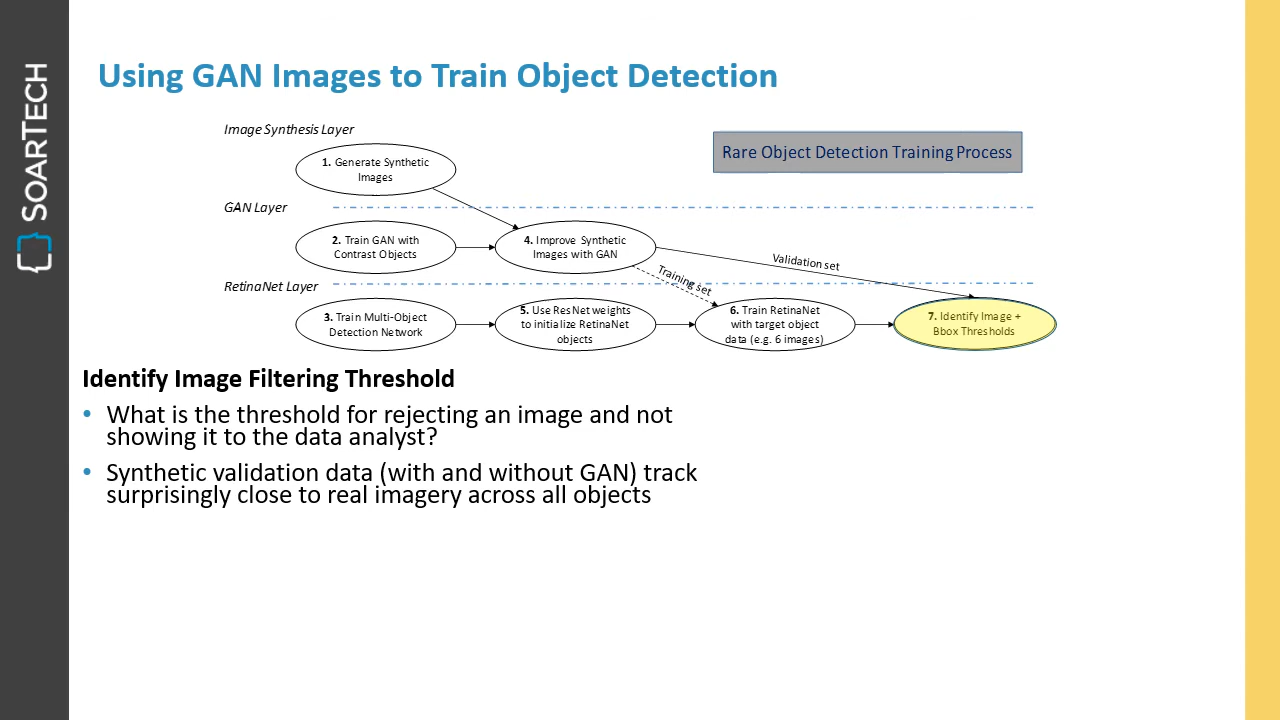 SOARTECH
Using GAN Images to Train Object Detection
Image Synthesis Layer
Rare Object Detection Training Process
1. Generate Synthetic
Images
GAN Layer
2. Train GAN with
Contrast Objects
4. Improve Synthetic
Images with GAN
Validation set
Training set
RetinaNet Layer
3. Train Multi-Object
Detection Network
5. Use ResNet weights
to initialize RetinaNet
objects
6. Train RetinaNet
with target object
data (e.g. 6 images)
7. Identify Image +
Bbox Thresholds
Identify Image Filtering Threshold
• What is the threshold for rejecting an image and not
showing it to the data analyst?
• Synthetic validation data (with and without GAN) track
surprisingly close to real imagery across all objects